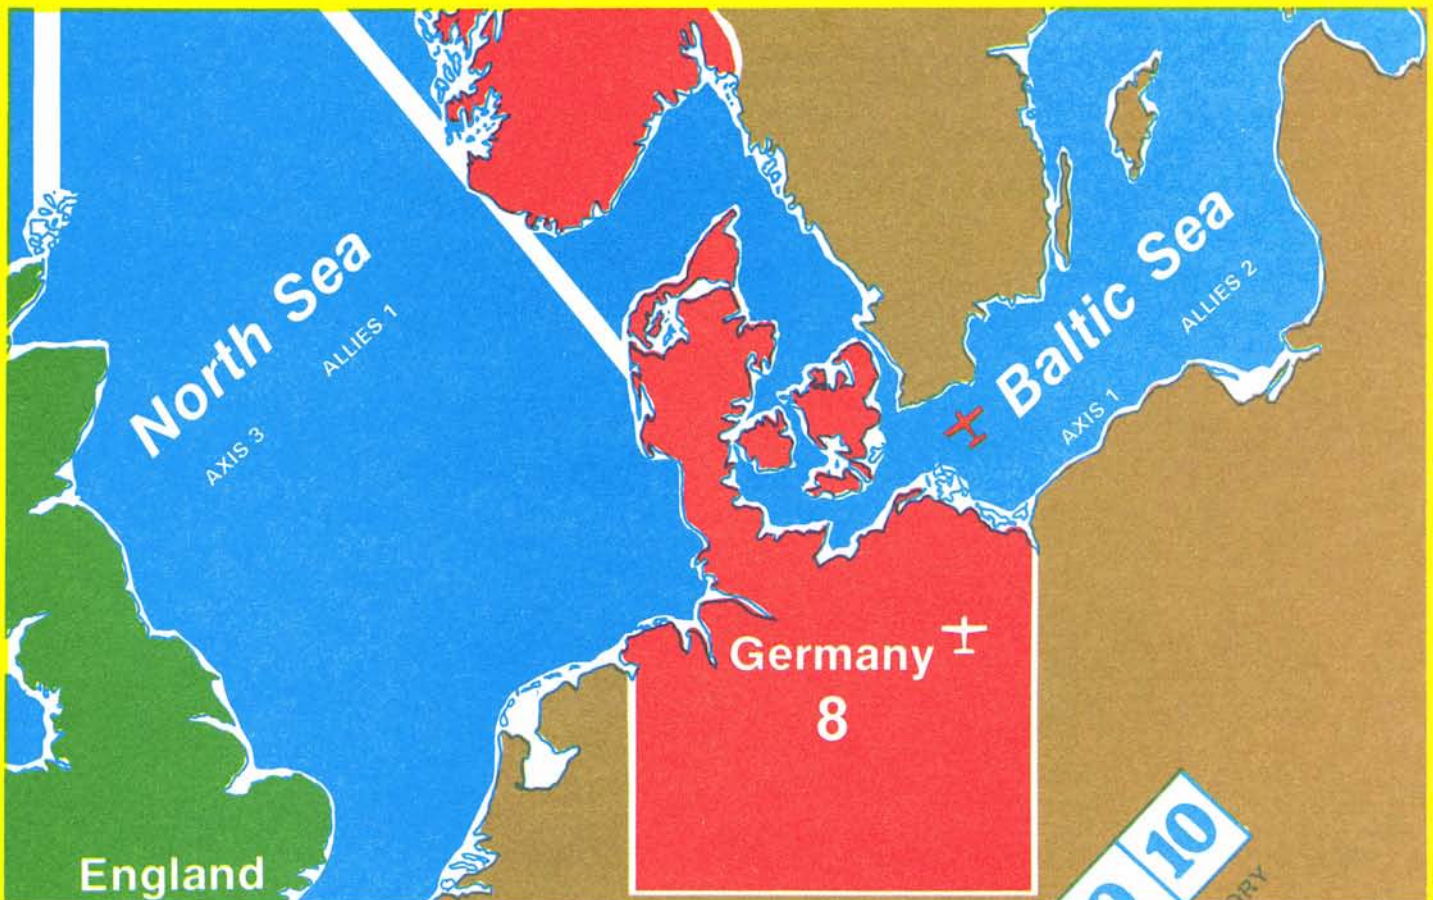 North Sea
ALLIES 1
AXIS 3
Baltic Sea
ALLIES 2
AXIS 1
Germany
8
England
10